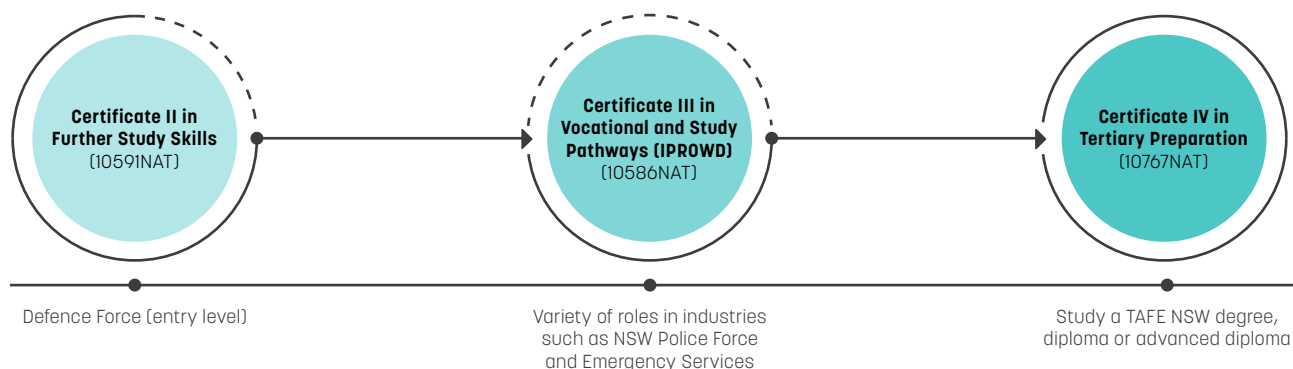 Certificate II in
Further Study Skills
(10591NAT)
Certificate III in
Vocational and Study
Pathways (IPROWD)
(10586NAT)
Certificate IV in
Tertiary Preparation
(10767NAT)
Defence Force (entry level)
Variety of roles in industries
such as NSW Police Force
and Emergency Services
Study a TAFE NSW degree,
diploma or advanced diploma